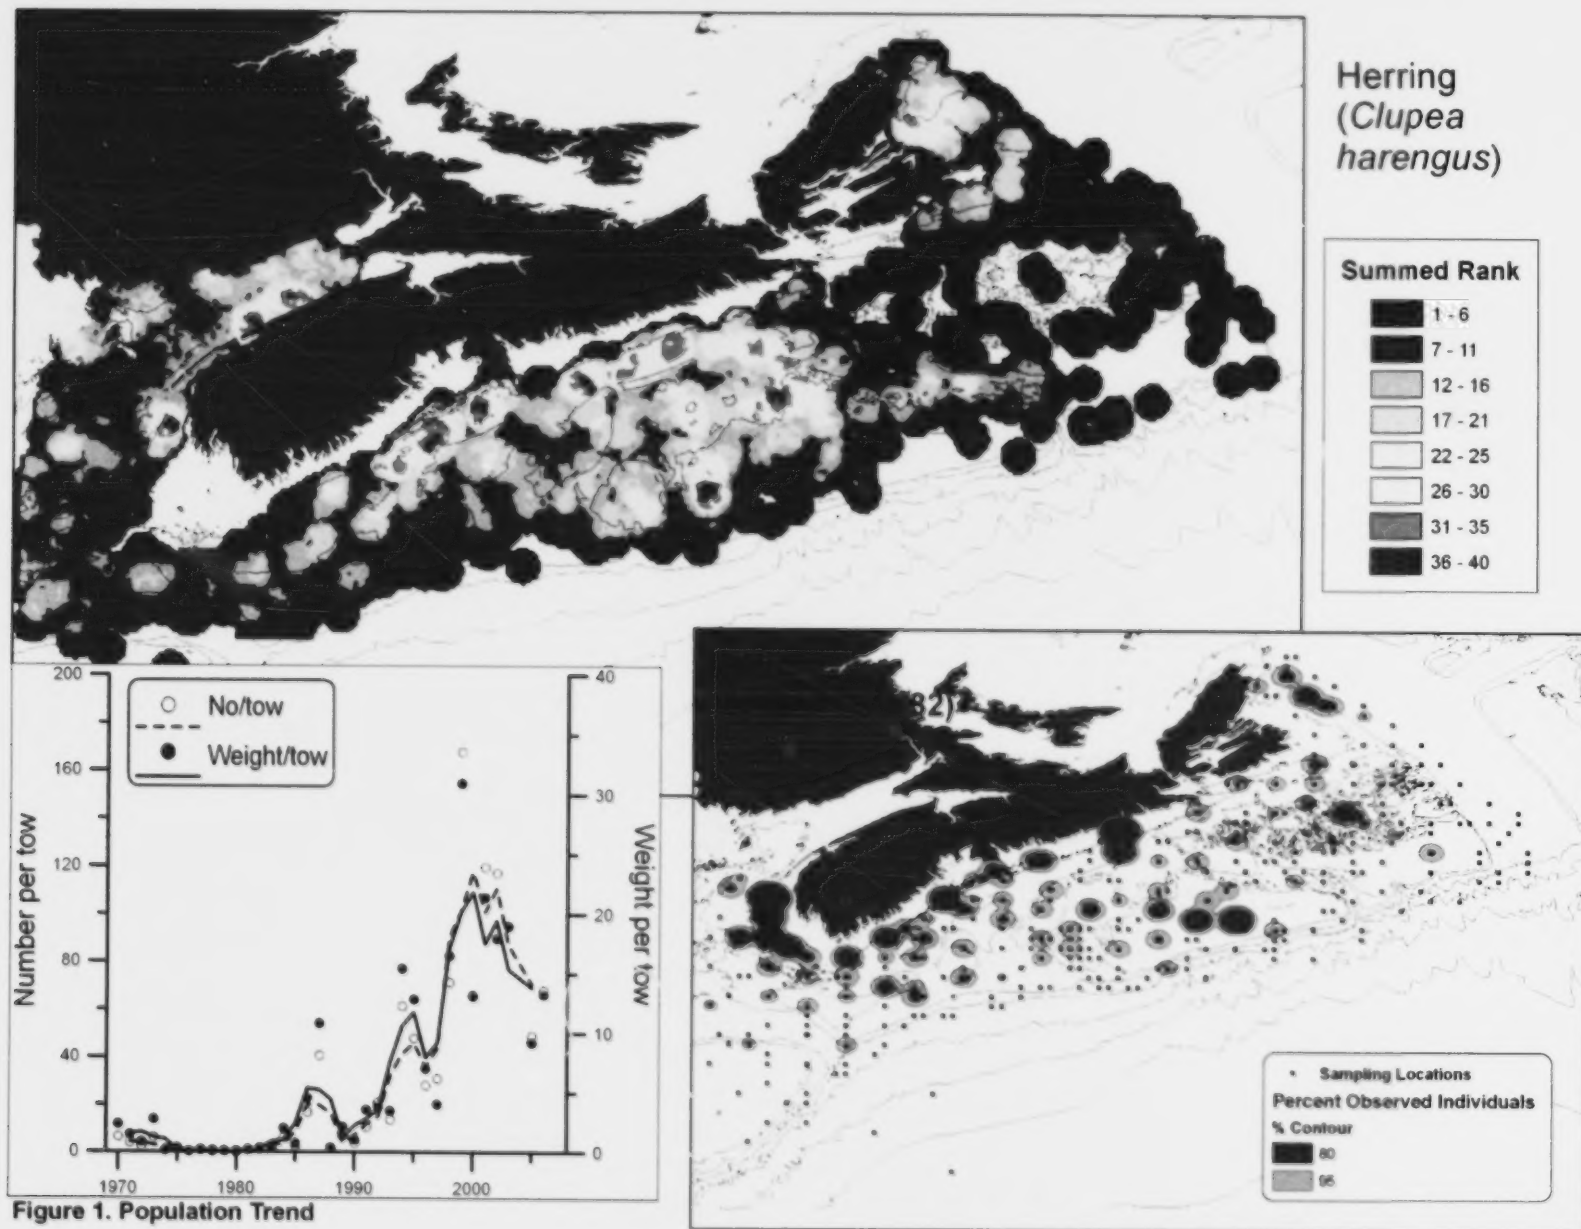 Herring
(Clupea
harengus)
Summed Rank
1 - 6
7 - 11
12 - 16
17 - 21
22 - 25
26 - 30
31 - 35
36 - 40
200
160
120
80
40
0
Number per tow
No/tow
Weight/tow
40
30
20
10
0
Weight per tow
1970
1980
1990
2000
Figure 1. Population Trend
82)
Sampling Locations
Percent Observed Individuals
% Contour
80
95